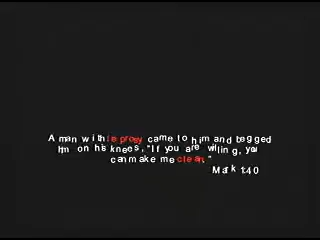 A man with leprosy came to him and begged
him on his knees, "If you are willing, you
can make me clean."
Mark 1:40